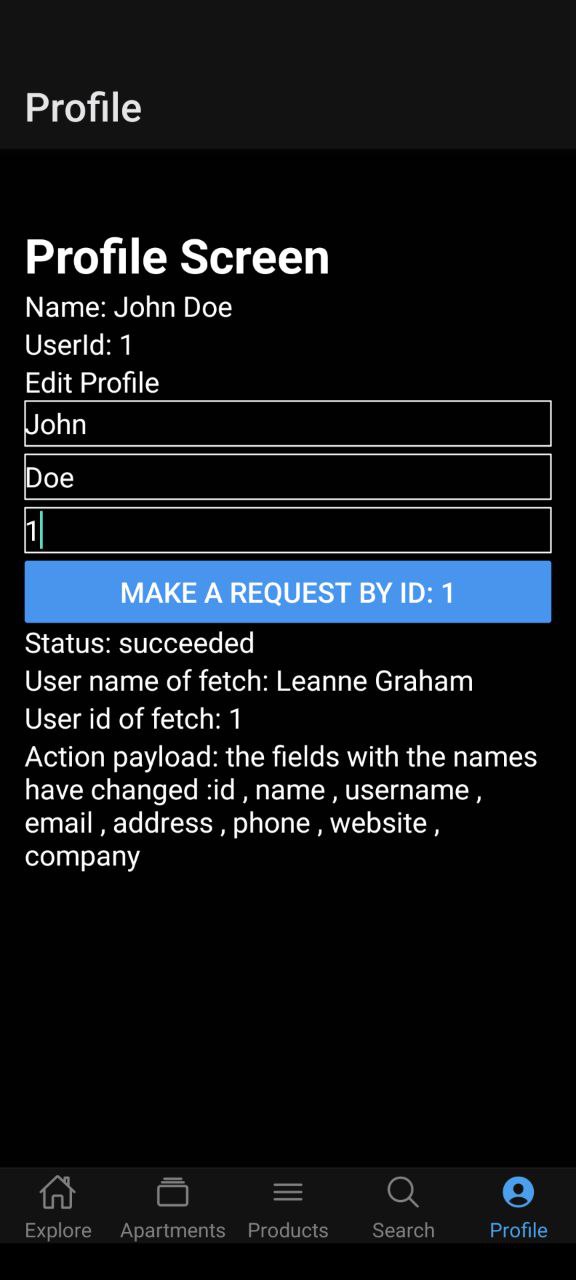 Profile
Profile Screen
Name: John Doe
UserId: 1
Edit Profile
John
Doe
1
MAKE A REQUEST BY ID: 1
Status: succeeded
User name of fetch: Leanne Graham
User id of fetch: 1
Action payload: the fields with the names
have changed :id , name , username ,
email , address , phone , website ,
company
Explore Apartments Products Search Profile